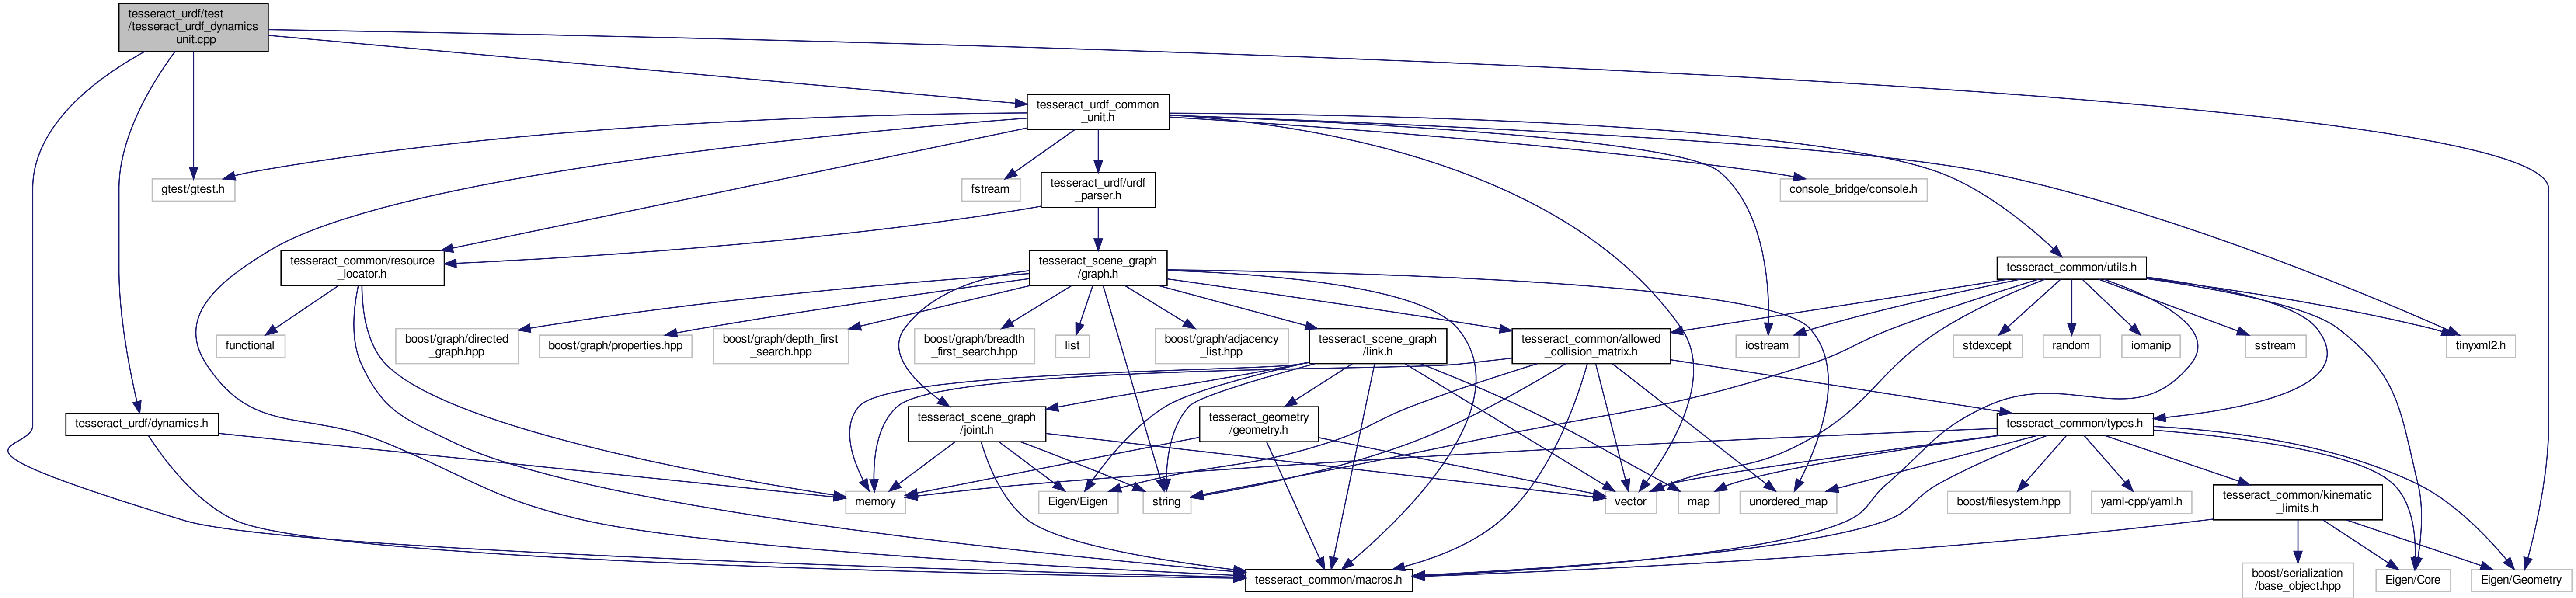 tesseract_urdf/test
/tesseract_urdf_dynamics
_unit.cpp
tesseract_urdf_common
_unit.h
gtest/gtest.h
fstream
tesseract_urdf/urdf
_parser.h
console_bridge/console.h
tesseract_common/resource
_locator.h
tesseract_scene_graph
/graph.h
tesseract_common/utils.h
functional
boost/graph/directed
_graph.hpp
boost/graph/properties.hpp
boost/graph/depth_first
_search.hpp
boost/graph/breadth
_first_search.hpp
list
boost/graph/adjacency
_list.hpp
tesseract_scene_graph
/link.h
tesseract_common/allowed
_collision_matrix.h
iostream
stdexcept
random
iomanip
sstream
tinyxml2.h
tesseract_urdf/dynamics.h
tesseract_scene_graph
/joint.h
tesseract_geometry
/geometry.h
tesseract_common/types.h
memory
Eigen/Eigen
string
vector
map
unordered_map
boost/filesystem.hpp
yaml-cpp/yaml.h
tesseract_common/kinematic
_limits.h
tesseract_common/macros.h
boost/serialization
/base_object.hpp
Eigen/Core
Eigen/Geometry